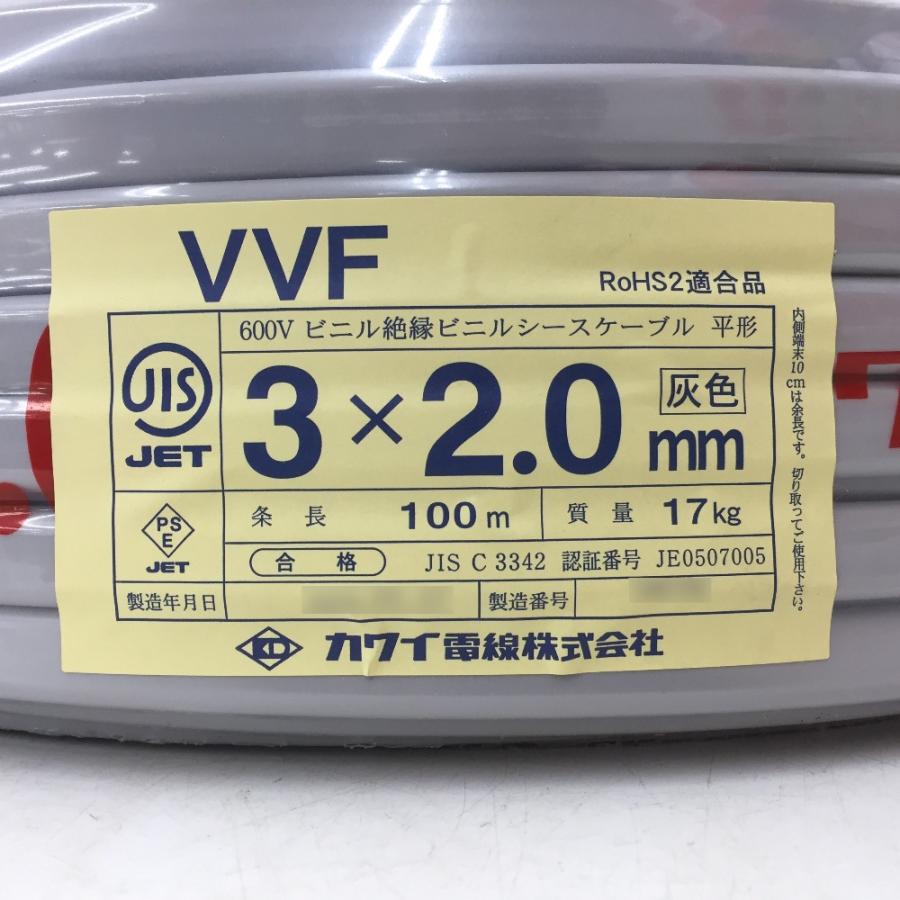 VVF
RoHS2適合品
600V ビニル絶縁ビニルシースケーブル 平形
JIS
JET
3×2.0mm
灰色
PS
E
JET
条長 100m
質量 17kg
合格 JIS C 3342 認証番号 JE0507005
製造年月日
製造番号
カワイ電線株式会社
内側端末10cmは余長です。切り取ってご使用下さい。